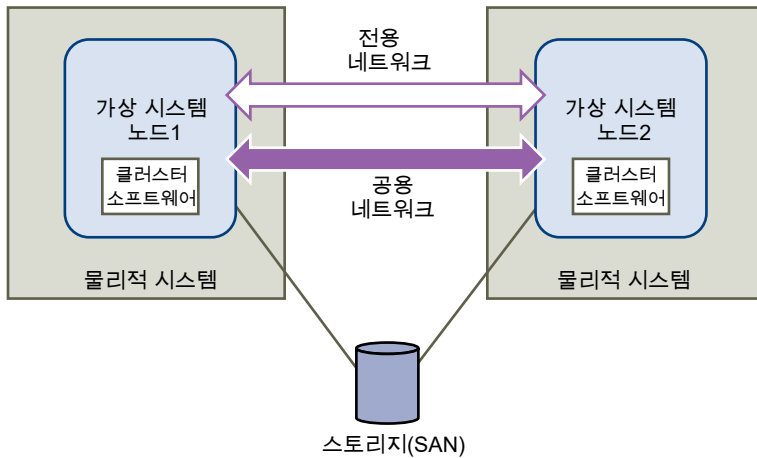 전용
네트워크
가상 시스템
노드1
클러스터
소프트웨어
물리적 시스템
공용
네트워크
가상 시스템
노드2
클러스터
소프트웨어
물리적 시스템
스토리지(SAN)